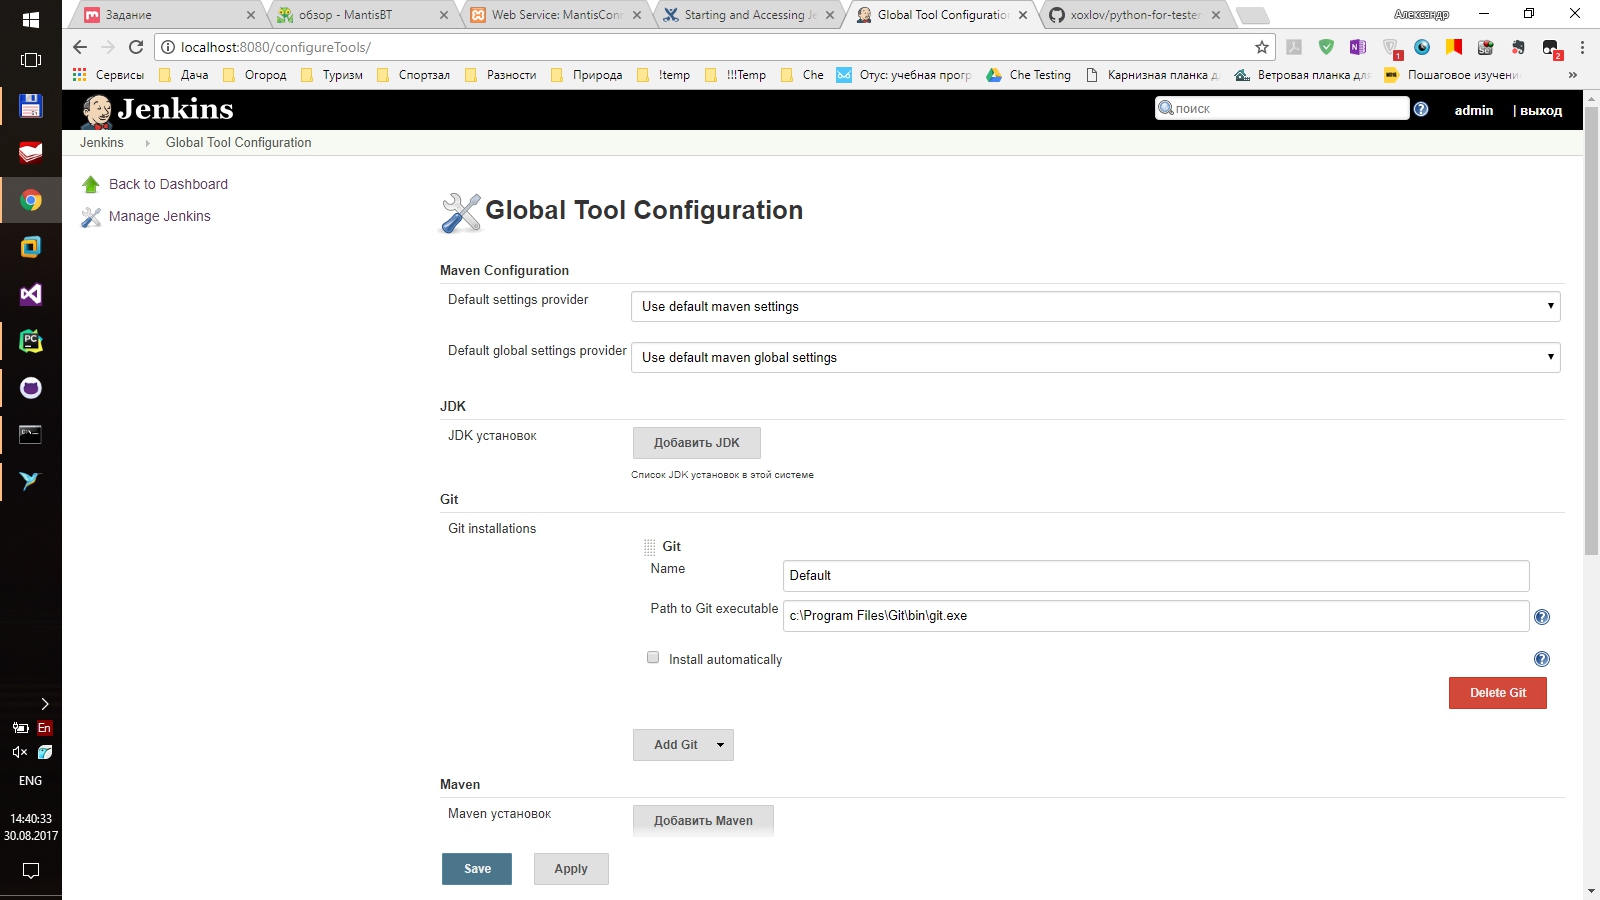 Задание
обзор - MantisBT
Web Service: MantisConn
Starting and Accessing Je
Global Tool Configuration
xoxlov/python-for-tester
Александр
localhost:8080/configureTools/
Сервисы
Дача
Огород
Туризм
Спортзал
Разности
Природа
!temp
!!!Temp
Che
Отус: учебная прогр
Che Testing
Карнизная планка д
Ветровая планка для
Пошаговое изучени
»
Jenkins
поиск
admin
| выход
Jenkins
Global Tool Configuration
Back to Dashboard
Manage Jenkins
Global Tool Configuration
Maven Configuration
Default settings provider
Use default maven settings
Default global settings provider
Use default maven global settings
JDK
JDK установок
Добавить JDK
Список JDK установок в этой системе
Git
Git installations
Git
Name
Default
Path to Git executable
c:\Program Files\Git\bin\git.exe
Install automatically
Delete Git
Add Git
Maven
Maven установок
Добавить Maven
Save
Apply
En
ENG
14:40:33
30.08.2017